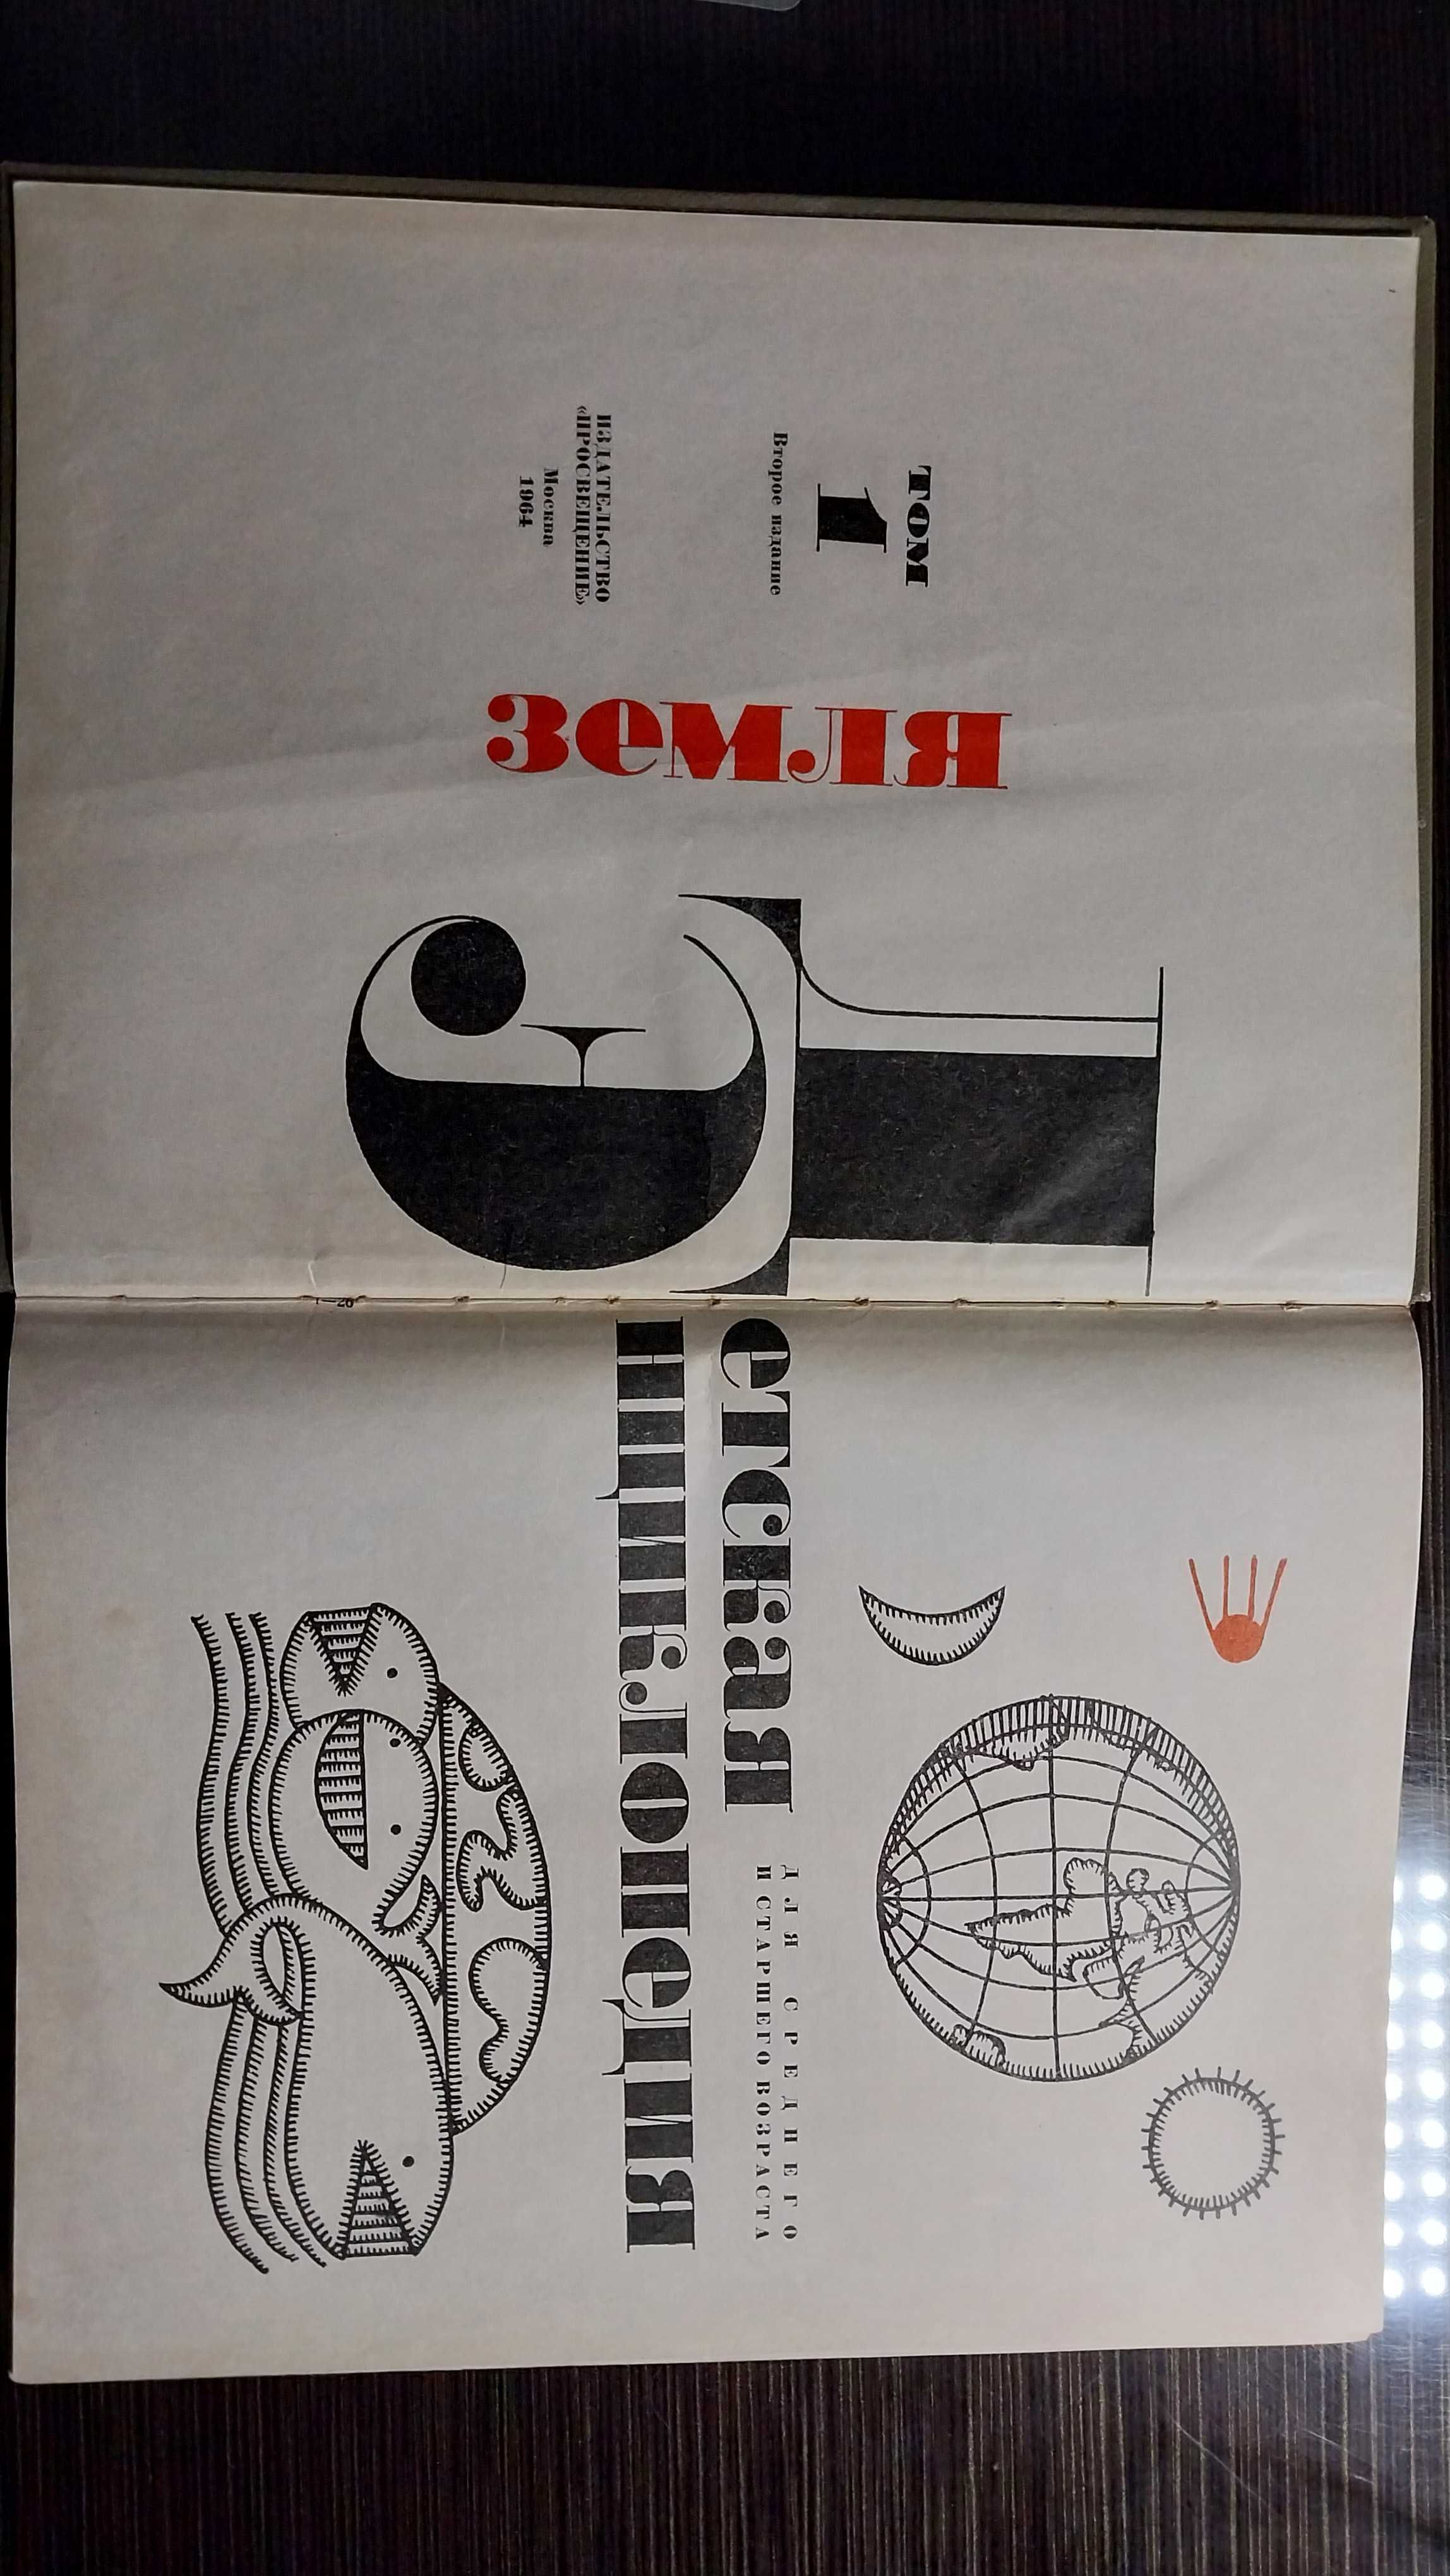 ТОМ
1
Второе издание
ИЗДАТЕЛЬСТВО
«ПРОСВЕЩЕНИЕ»
Москва
1964
земля
Детская
Энциклопедия
ДЛЯ СРЕДНЕГО
И СТАРШЕГО ВОЗРАСТА